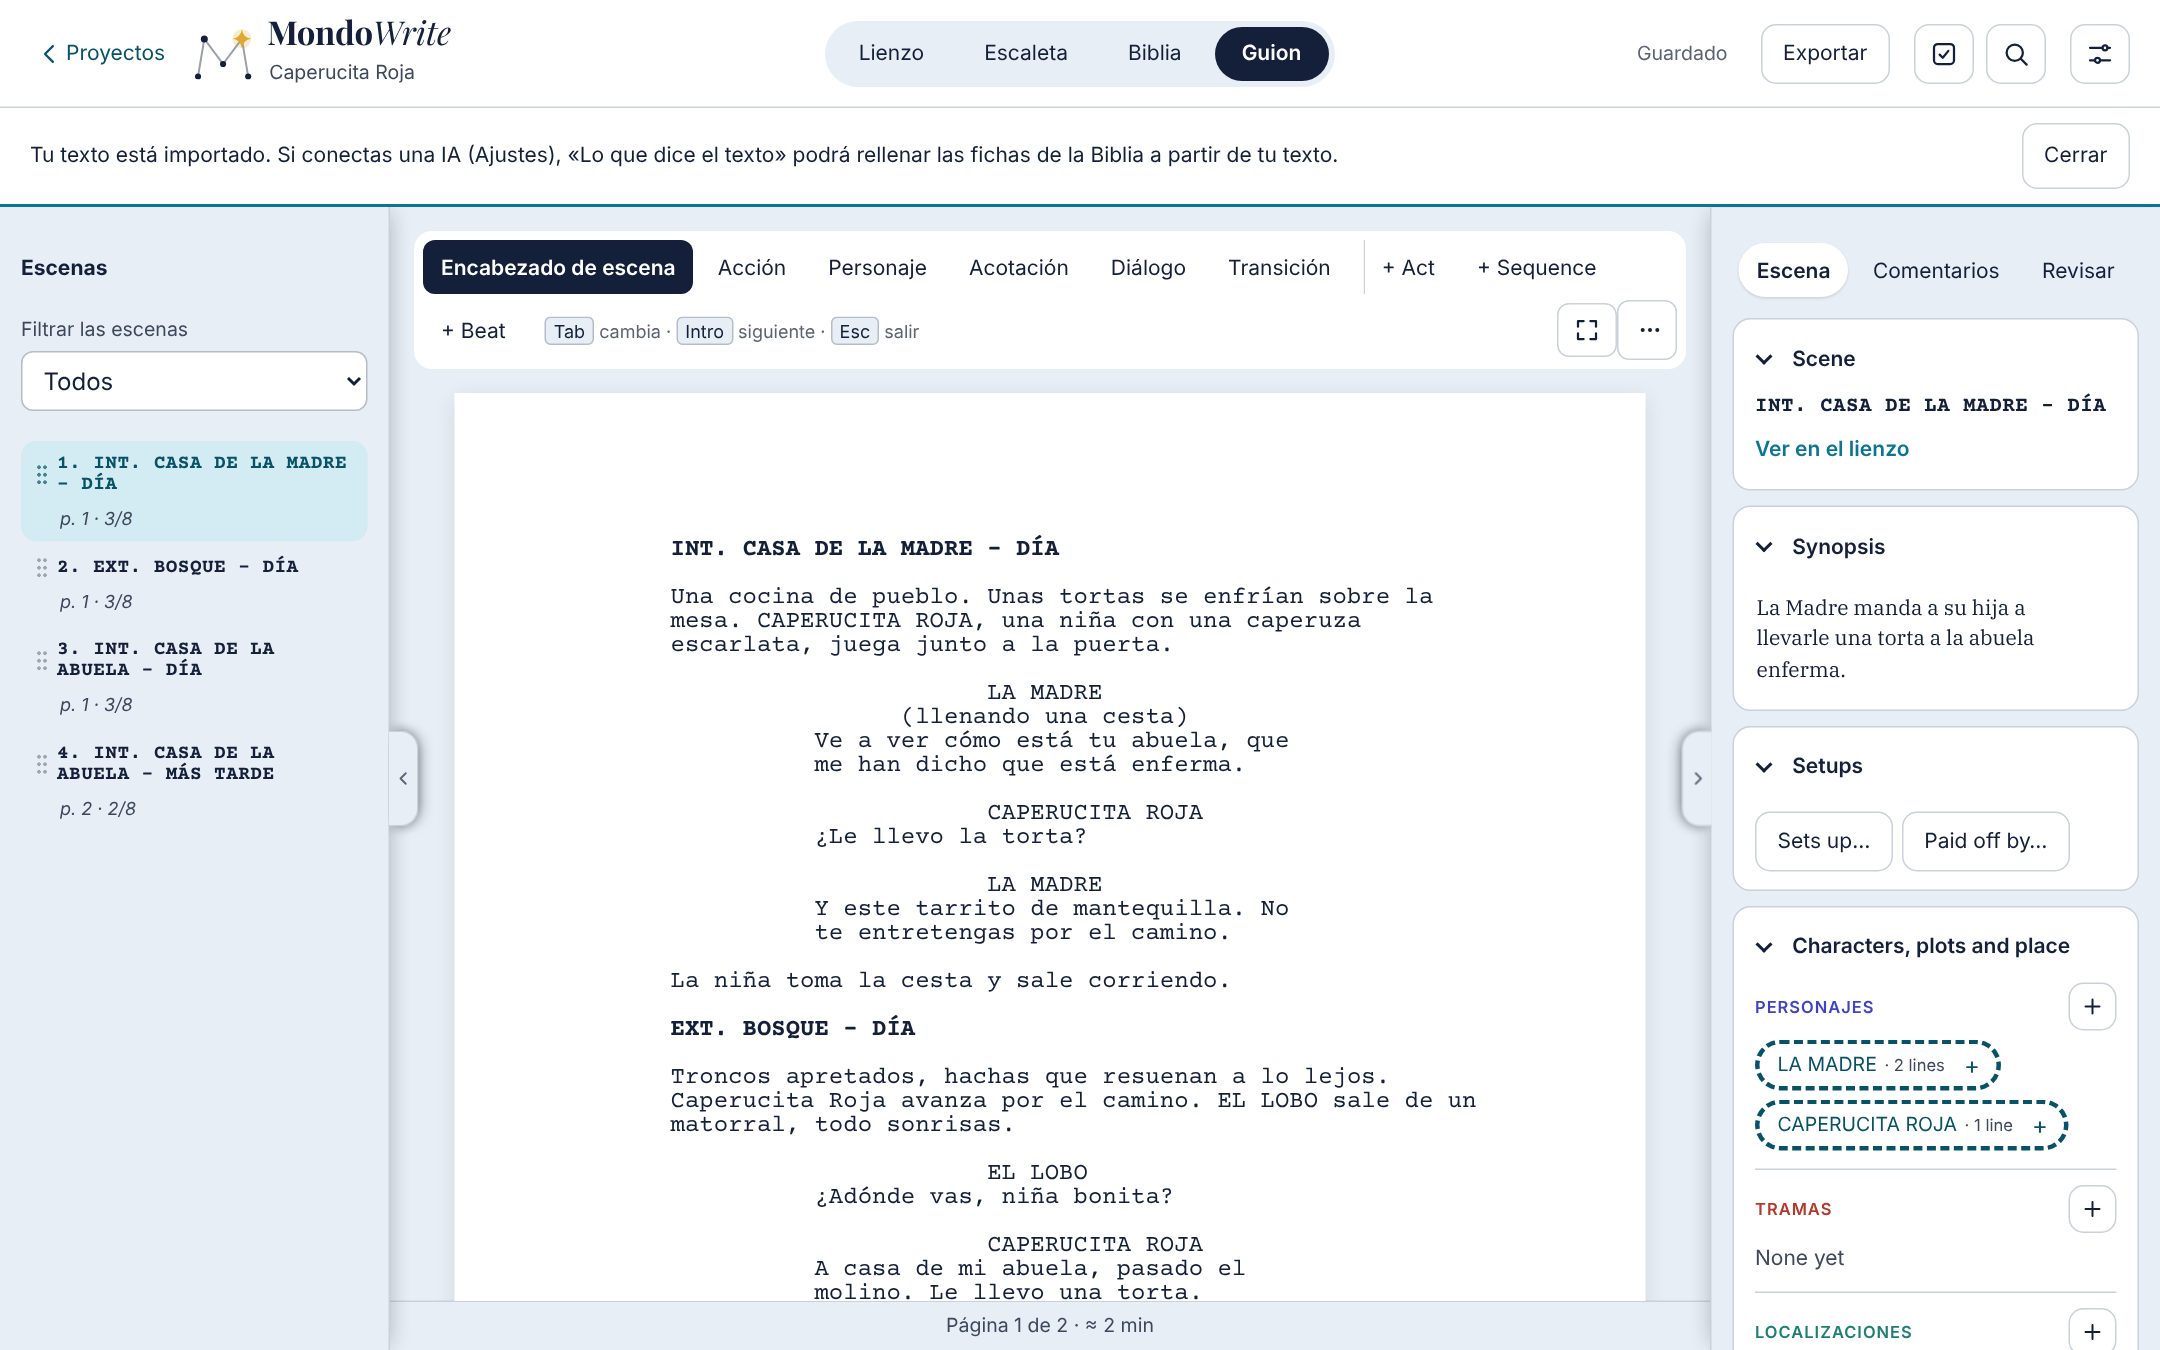 Proyectos
MondoWrite
Caperucita Roja
Lienzo
Escaleta
Biblia
Guion
Guardado
Exportar
Tu texto está importado. Si conectas una IA (Ajustes), «Lo que dice el texto» podrá rellenar las fichas de la Biblia a partir de tu texto.
Cerrar
Escenas
Filtrar las escenas
Todos
1. INT. CASA DE LA MADRE
– DÍA
p. 1 · 3/8
2. EXT. BOSQUE – DÍA
p. 1 · 3/8
3. INT. CASA DE LA
ABUELA – DÍA
p. 1 · 3/8
4. INT. CASA DE LA
ABUELA – MÁS TARDE
p. 2 · 2/8
Encabezado de escena
Acción
Personaje
Acotación
Diálogo
Transición
+ Act
+ Sequence
+ Beat
Tab cambia · Intro siguiente · Esc salir
INT. CASA DE LA MADRE – DÍA
Una cocina de pueblo. Unas tortas se enfrían sobre la
mesa. CAPERUCITA ROJA, una niña con una caperuza
escarlata, juega junto a la puerta.
LA MADRE
(llenando una cesta)
Ve a ver cómo está tu abuela, que
me han dicho que está enferma.
CAPERUCITA ROJA
¿Le llevo la torta?
LA MADRE
Y este tarrito de mantequilla. No
te entretengas por el camino.
La niña toma la cesta y sale corriendo.
EXT. BOSQUE – DÍA
Troncos apretados, hachas que resuenan a lo lejos.
Caperucita Roja avanza por el camino. EL LOBO sale de un
matorral, todo sonrisas.
EL LOBO
¿Adónde vas, niña bonita?
CAPERUCITA ROJA
A casa de mi abuela, pasado el
molino. Le llevo una torta.
Página 1 de 2 · ≈ 2 min
Escena
Comentarios
Revisar
Scene
INT. CASA DE LA MADRE – DÍA
Ver en el lienzo
Synopsis
La Madre manda a su hija a
llevarle una torta a la abuela
enferma.
Setups
Sets up...
Paid off by...
Characters, plots and place
PERSONAJES
+
LA MADRE · 2 lines +
CAPERUCITA ROJA · 1 line +
TRAMAS
+
None yet
LOCALIZACIONES
+